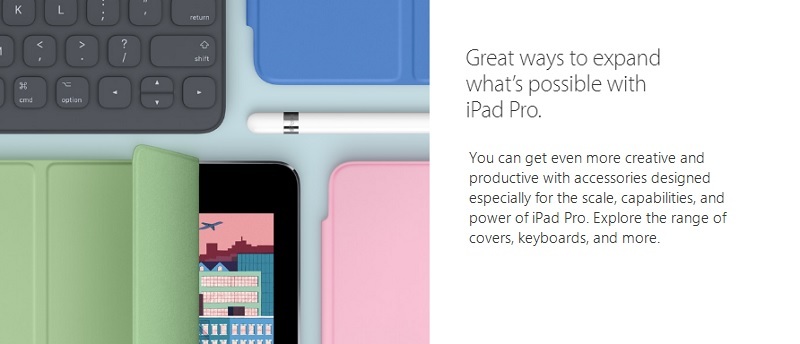 K L ; , return
< , > . ? / shift
cmd option
Great ways to expand
what's possible with
iPad Pro.
You can get even more creative and
productive with accessories designed
especially for the scale, capabilities, and
power of iPad Pro. Explore the range of
covers, keyboards, and more.